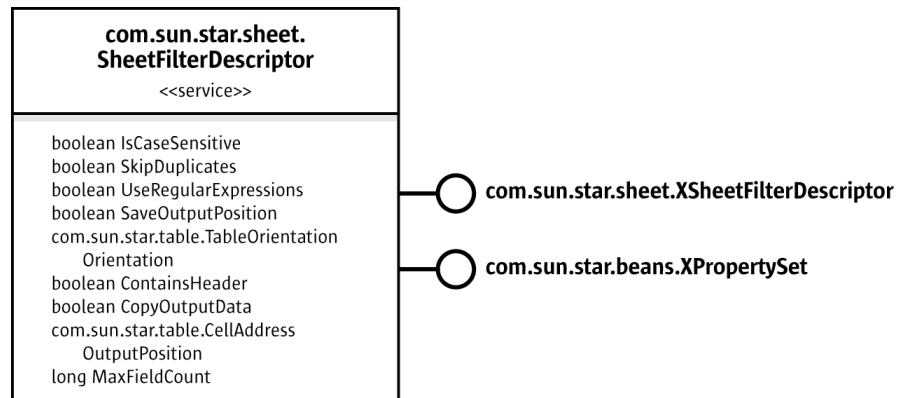 com.sun.star.sheet.
SheetFilterDescriptor
<<service>>
boolean IsCaseSensitive
boolean SkipDuplicates
boolean UseRegularExpressions
boolean SaveOutputPosition
com.sun.star.table.TableOrientation
Orientation
boolean ContainsHeader
boolean CopyOutputData
com.sun.star.table.CellAddress
OutputPosition
long MaxFieldCount
com.sun.star.sheet.XSheetFilterDescriptor
com.sun.star.beans.XPropertySet